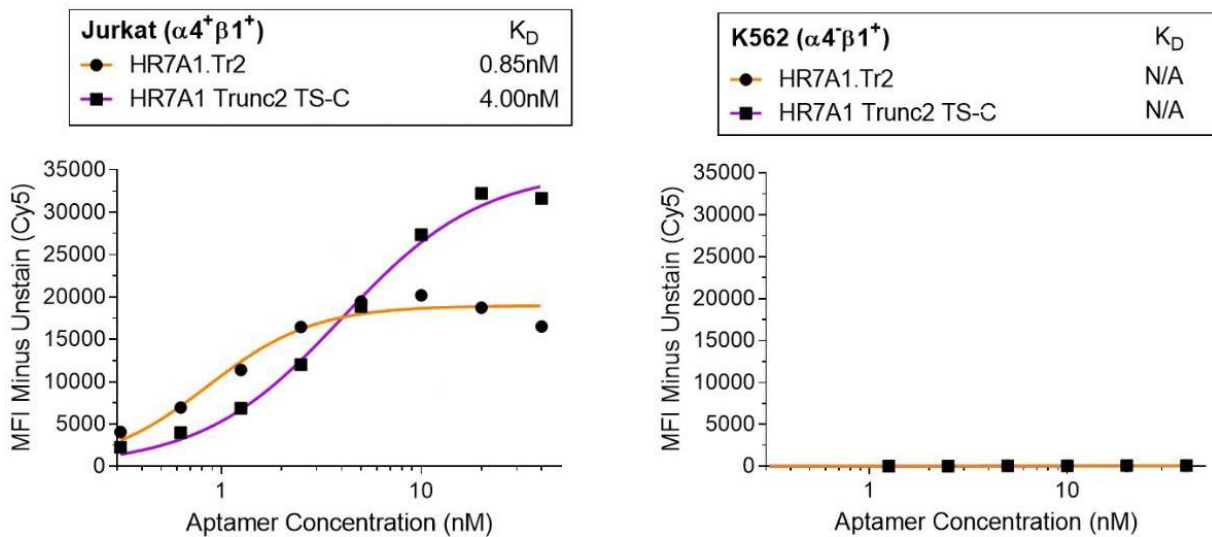 Jurkat (α4⁺β1⁺) K_D
HR7A1.Tr2 0.85nM
HR7A1 Trunc2 TS-C 4.00nM
35000
30000
25000
20000
15000
10000
5000
0
MFI Minus Unstain (Cy5)
1 10
Aptamer Concentration (nM)
K562 (α4⁻β1⁺) K_D
HR7A1.Tr2 N/A
HR7A1 Trunc2 TS-C N/A
35000
30000
25000
20000
15000
10000
5000
0
MFI Minus Unstain (Cy5)
1 10
Aptamer Concentration (nM)